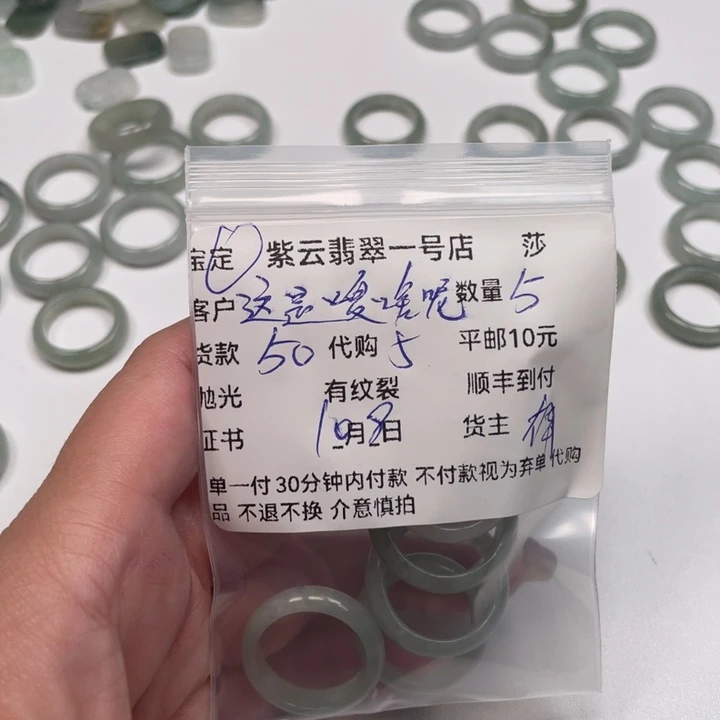 宝定 紫云翡翠一号店 莎
客户 这是要啥呢 数量 5
货款 50 代购 5 平邮10元
抛光 有纹裂 顺丰到付
证书 10月8日 货主
单一付 30分钟内付款 不付款视为弃单 代购
品 不退不换 介意慎拍